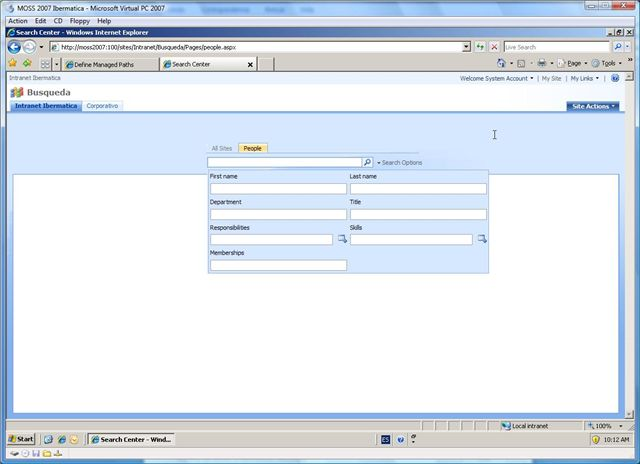 MOSS 2007 Ibermatica - Microsoft Virtual PC 2007
Action Edit Floppy Help
Search Center - Windows Internet Explorer
http://moss2007:100/sites/Intranet/Busqueda/Pages/people.aspx
Live Search
Define Managed Paths
Search Center
Page
Tools
Intranet Ibermatica
Welcome System Account
My Site
My Links
Busqueda
Intranet Ibermatica
Corporativo
Site Actions
All Sites
People
Search Options
First name
Last name
Department
Title
Responsibilities
Skills
Memberships
Local intranet
100%
Start
Search Center - Wind...
ES
10:12 AM